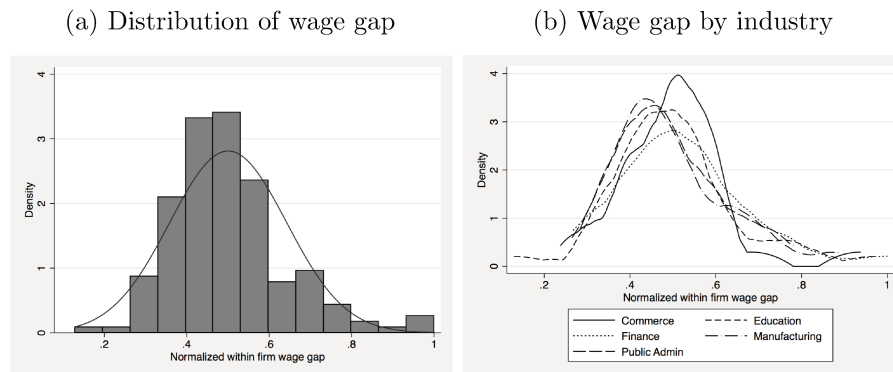 (a) Distribution of wage gap
(b) Wage gap by industry
4
3
2
1
0
Density
.2 .4 .6 .8 1
Normalized within firm wage gap
4
3
2
1
0
Density
.2 .4 .6 .8 1
Normalized within firm wage gap
Commerce Education
Finance Manufacturing
Public Admin